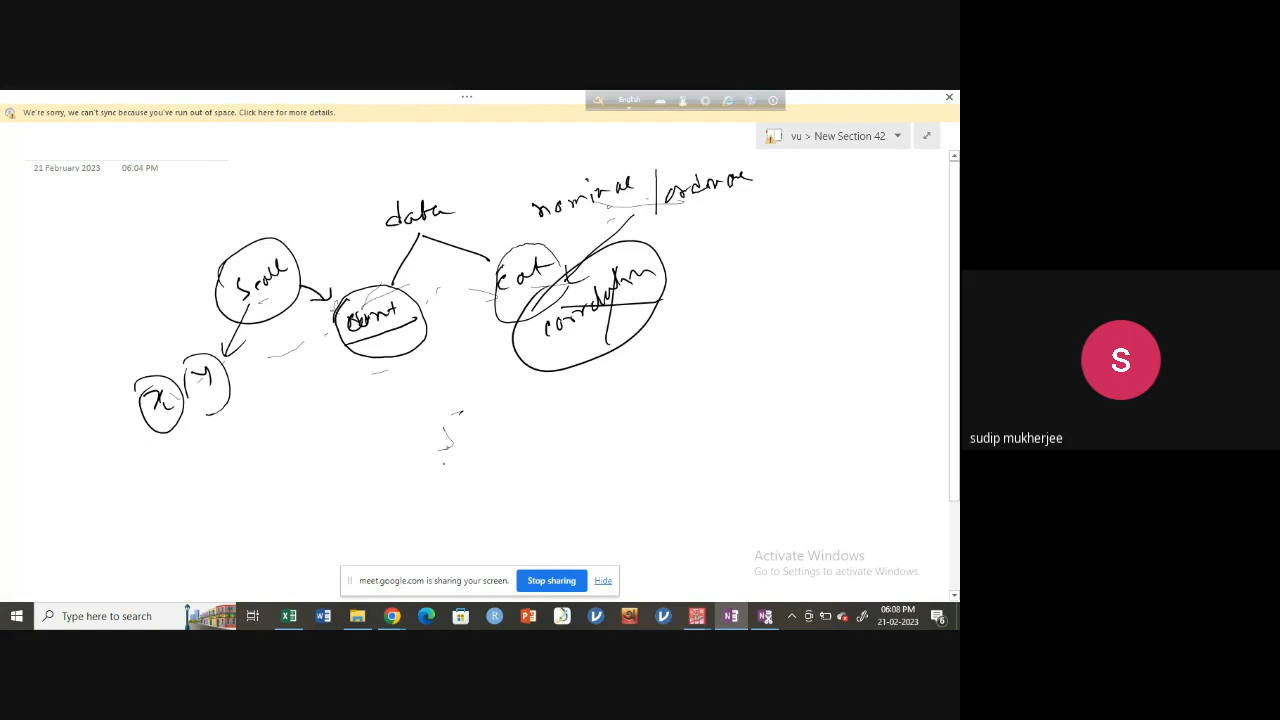 We're sorry, we can't sync because you've run out of space. Click here for more details.
English
vu > New Section 42
21 February 2023 06:04 PM
nominal | ordinal
data
Scale
cat
correlation
x y
S
sudip mukherjee
Activate Windows
Go to Settings to activate Windows.
meet.google.com is sharing your screen. Stop sharing Hide
Type here to search
06:08 PM
21-02-2023
6